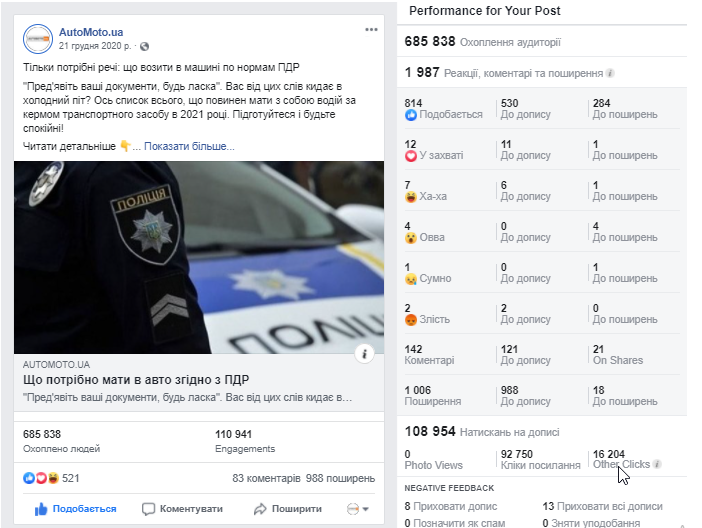 AutoMoto.ua
21 грудня 2020 р. ·
Тільки потрібні речі: що возити в машині по нормам ПДР
"Пред'явіть ваші документи, будь ласка". Вас від цих слів кидає в
холодний піт? Ось список всього, що повинен мати з собою водій за
кермом транспортного засобу в 2021 році. Підготуйтеся і будьте
спокійні!
Читати детальніше 👇... Показати більше...
ПОЛІЦІЯ
ПОЛІЦ
AUTOMOTO.UA
Що потрібно мати в авто згідно з ПДР
"Пред'явіть ваші документи, будь ласка". Вас від цих слів кидає в…
685 838 110 941
Охоплено людей Engagements
521 83 коментарів 988 поширень
Подобається Коментувати Поширити
Performance for Your Post
685 838 Охоплення аудиторії
1 987 Реакції, коментарі та поширення
814 530 284
Подобається До допису До поширень
12 11 1
У захваті До допису До поширень
7 6 1
Ха-ха До допису До поширень
4 0 4
Овва До допису До поширень
1 0 1
Сумно До допису До поширень
2 2 0
Злість До допису До поширень
142 121 21
Коментарі До допису On Shares
1 006 988 18
Поширення До допису До поширень
108 954 Натискань на дописі
0 92 750 16 204
Photo Views Кліки посилання Other Clicks
NEGATIVE FEEDBACK
8 Приховати допис 13 Приховати всі дописи
0 Позначити як спам 0 Зняти уподобання